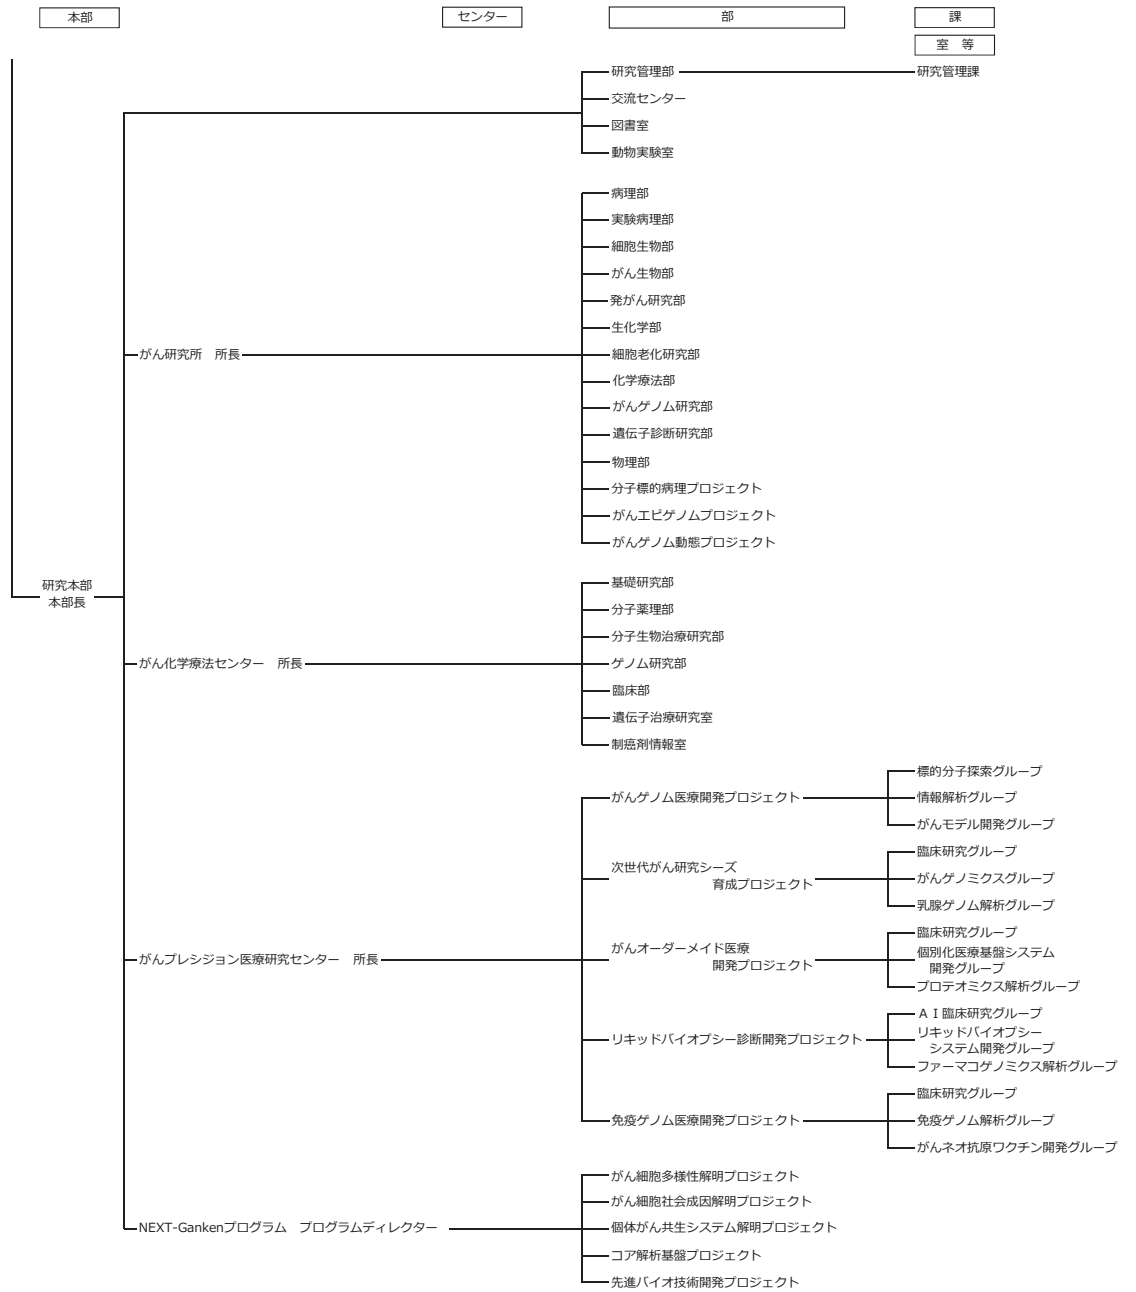 本部
センター
部
課
室　等
研究管理部
研究管理課
交流センター
図書室
動物実験室
病理部
実験病理部
細胞生物部
がん生物部
発がん研究部
生化学部
がん研究所　所長
細胞老化研究部
化学療法部
がんゲノム研究部
遺伝子診断研究部
物理部
分子標的病理プロジェクト
がんエピゲノムプロジェクト
がんゲノム動態プロジェクト
研究本部
本部長
基礎研究部
分子薬理部
分子生物治療研究部
がん化学療法センター　所長
ゲノム研究部
臨床部
遺伝子治療研究室
制癌剤情報室
がんプレシジョン医療研究センター　所長
がんゲノム医療開発プロジェクト
標的分子探索グループ
情報解析グループ
がんモデル開発グループ
次世代がん研究シーズ
育成プロジェクト
臨床研究グループ
がんゲノミクスグループ
乳腺ゲノム解析グループ
がんオーダーメイド医療
開発プロジェクト
臨床研究グループ
個別化医療基盤システム
開発グループ
プロテオミクス解析グループ
リキッドバイオプシー診断開発プロジェクト
ＡＩ臨床研究グループ
リキッドバイオプシー
システム開発グループ
ファーマコゲノミクス解析グループ
免疫ゲノム医療開発プロジェクト
臨床研究グループ
免疫ゲノム解析グループ
がんネオ抗原ワクチン開発グループ
NEXT-Gankenプログラム　プログラムディレクター
がん細胞多様性解明プロジェクト
がん細胞社会成因解明プロジェクト
個体がん共生システム解明プロジェクト
コア解析基盤プロジェクト
先進バイオ技術開発プロジェクト